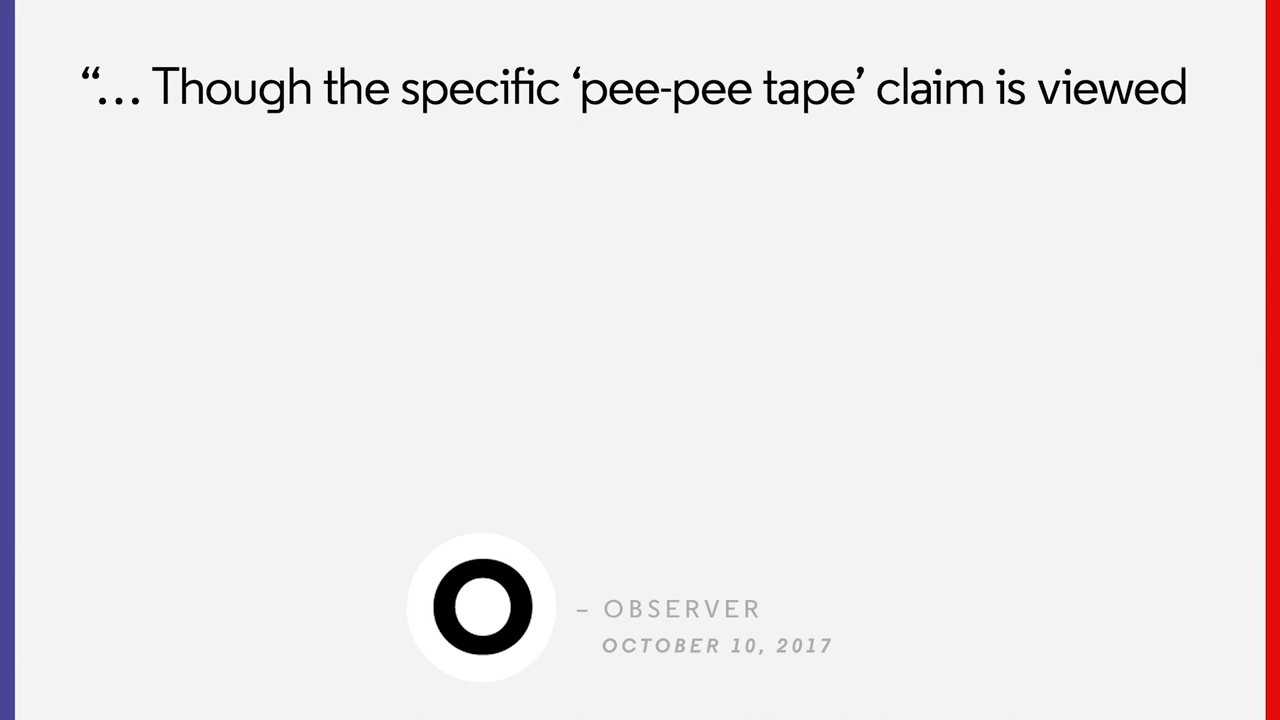 “… Though the specific ‘pee-pee tape’ claim is viewed
– OBSERVER
OCTOBER 10, 2017